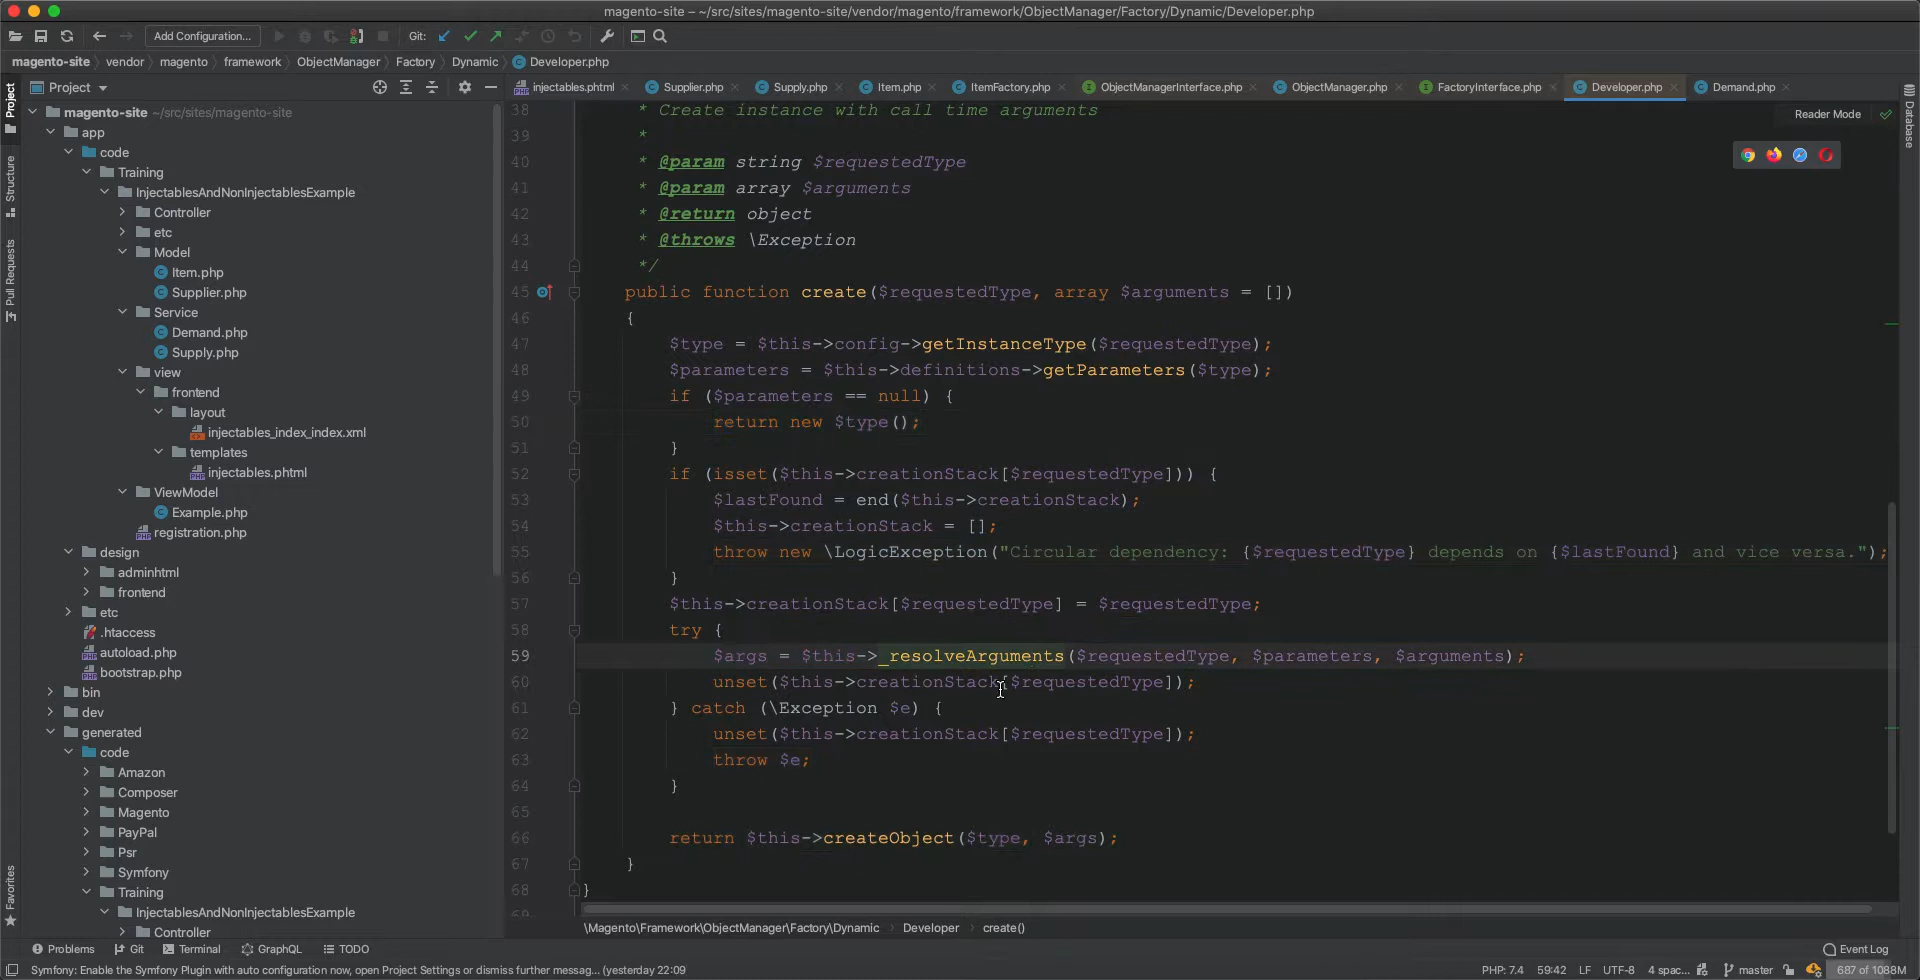 magento-site – ~/src/sites/magento-site/vendor/magento/framework/ObjectManager/Factory/Dynamic/Developer.php
Add Configuration...
Git:
magento-site
vendor
magento
framework
ObjectManager
Factory
Dynamic
Developer.php
Project
injectables.phtml
Supplier.php
Supply.php
Item.php
ItemFactory.php
ObjectManagerInterface.php
ObjectManager.php
FactoryInterface.php
Developer.php
Demand.php
Project
Structure
Pull Requests
Favorites
Database
Reader Mode
magento-site ~/src/sites/magento-site
app
code
Training
InjectablesAndNonInjectablesExample
Controller
etc
Model
Item.php
Supplier.php
Service
Demand.php
Supply.php
view
frontend
layout
injectables_index_index.xml
templates
injectables.phtml
ViewModel
Example.php
registration.php
design
adminhtml
frontend
etc
.htaccess
autoload.php
bootstrap.php
bin
dev
generated
code
Amazon
Composer
Magento
PayPal
Psr
Symfony
Training
InjectablesAndNonInjectablesExample
Controller
38 * Create instance with call time arguments
39 *
40 * @param string $requestedType
41 * @param array $arguments
42 * @return object
43 * @throws \Exception
44 */
45 public function create($requestedType, array $arguments = [])
46 {
47 $type = $this->config->getInstanceType($requestedType);
48 $parameters = $this->definitions->getParameters($type);
49 if ($parameters == null) {
50 return new $type();
51 }
52 if (isset($this->creationStack[$requestedType])) {
53 $lastFound = end($this->creationStack);
54 $this->creationStack = [];
55 throw new \LogicException("Circular dependency: {$requestedType} depends on {$lastFound} and vice versa.");
56 }
57 $this->creationStack[$requestedType] = $requestedType;
58 try {
59 $args = $this->_resolveArguments($requestedType, $parameters, $arguments);
60 unset($this->creationStack[$requestedType]);
61 } catch (\Exception $e) {
62 unset($this->creationStack[$requestedType]);
63 throw $e;
64 }
65
66 return $this->createObject($type, $args);
67 }
68 }
69
\Magento\Framework\ObjectManager\Factory\Dynamic
Developer
create()
Problems
Git
Terminal
GraphQL
TODO
Event Log
Symfony: Enable the Symfony Plugin with auto configuration now, open Project Settings or dismiss further messag... (yesterday 22:09)
PHP: 7.4
59:42
LF
UTF-8
4 spac...
master
687 of 1088M